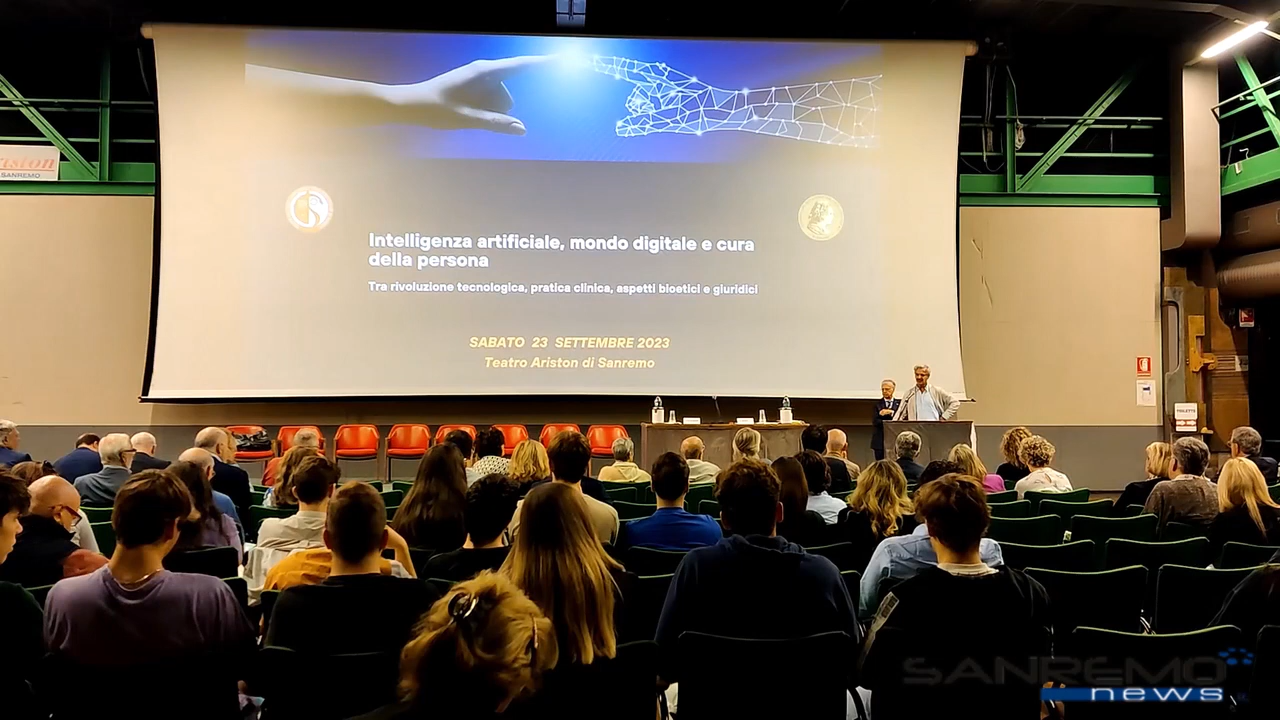 Ariston
SANREMO
Intelligenza artificiale, mondo digitale e cura
della persona
Tra rivoluzione tecnologica, pratica clinica, aspetti bioetici e giuridici
SABATO 23 SETTEMBRE 2023
Teatro Ariston di Sanremo
SANREMO
news